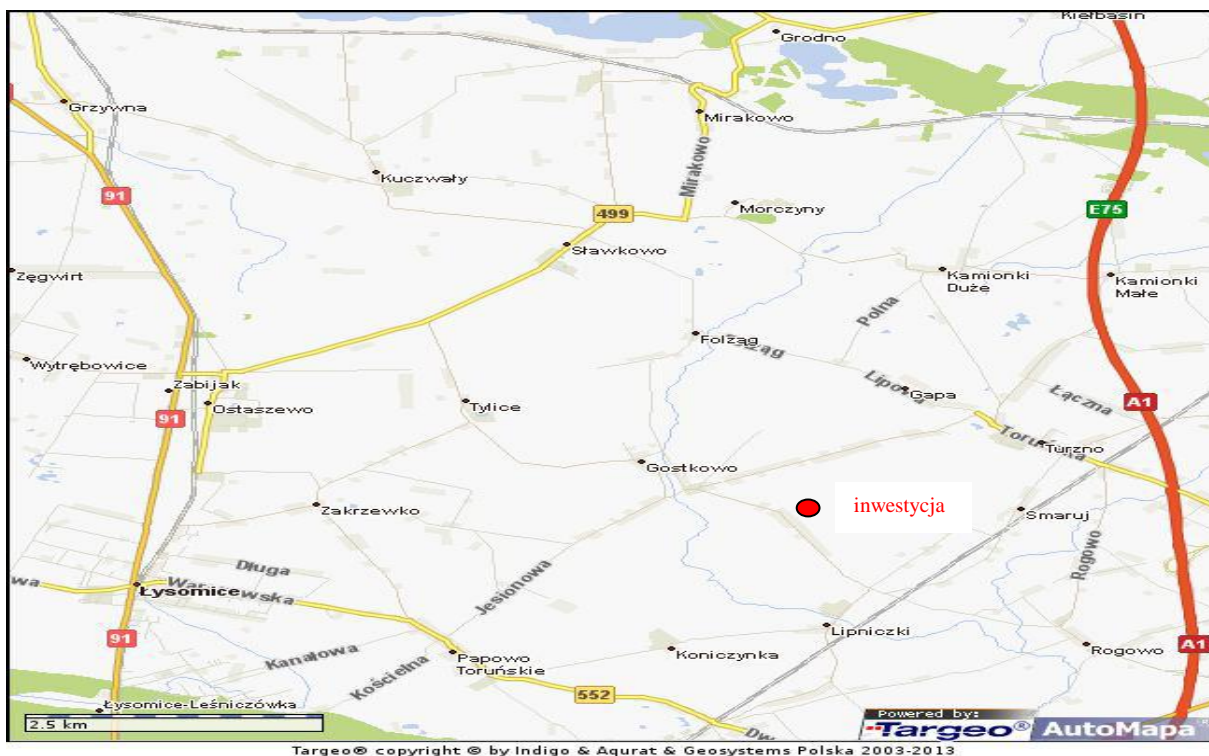 Kiełbasin
Grodno
Grzywna
Mirakowo
Mirakowo
Kuczwały
91
Morczyny
499
E75
Sławkowo
Zęgwirt
Kamionki
Duże
Kamionki
Małe
Polna
Folząg
Wytrębowice
Zabijak
Lipowa
Gapa
Łączna
A1
Ostaszewo
Tylice
91
Toruńska
Turzno
Gostkowo
Zakrzewko
inwestycja
Smaruj
Rogowo
Długa
wa
Łysomice
Jesionowa
91
Lipniczki
Kanałowa
Kościelna
Papowo
Toruńskie
Koniczynka
Rogowo
A1
552
Łysomice-Leśniczówka
2.5 km
Powered by:
Targeo® AutoMapa
Targeo® copyright © by Indigo & Aqurat & Geosystems Polska 2003-2013